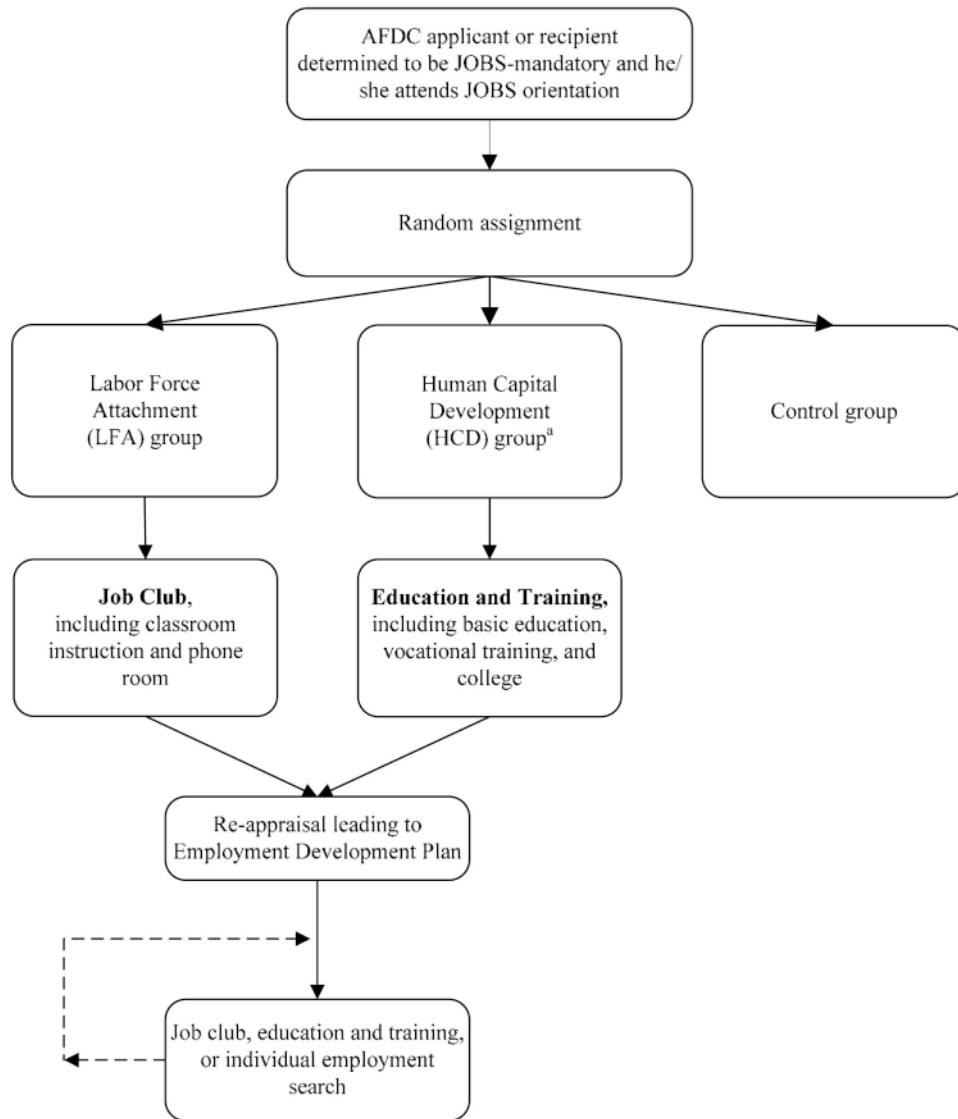 AFDC applicant or recipient
determined to be JOBS-mandatory and he/
she attends JOBS orientation
Random assignment
Labor Force
Attachment
(LFA) group
Human Capital
Development
(HCD) groupᵃ
Control group
Job Club,
including classroom
instruction and phone
room
Education and Training,
including basic education,
vocational training, and
college
Re-appraisal leading to
Employment Development Plan
Job club, education and training,
or individual employment
search